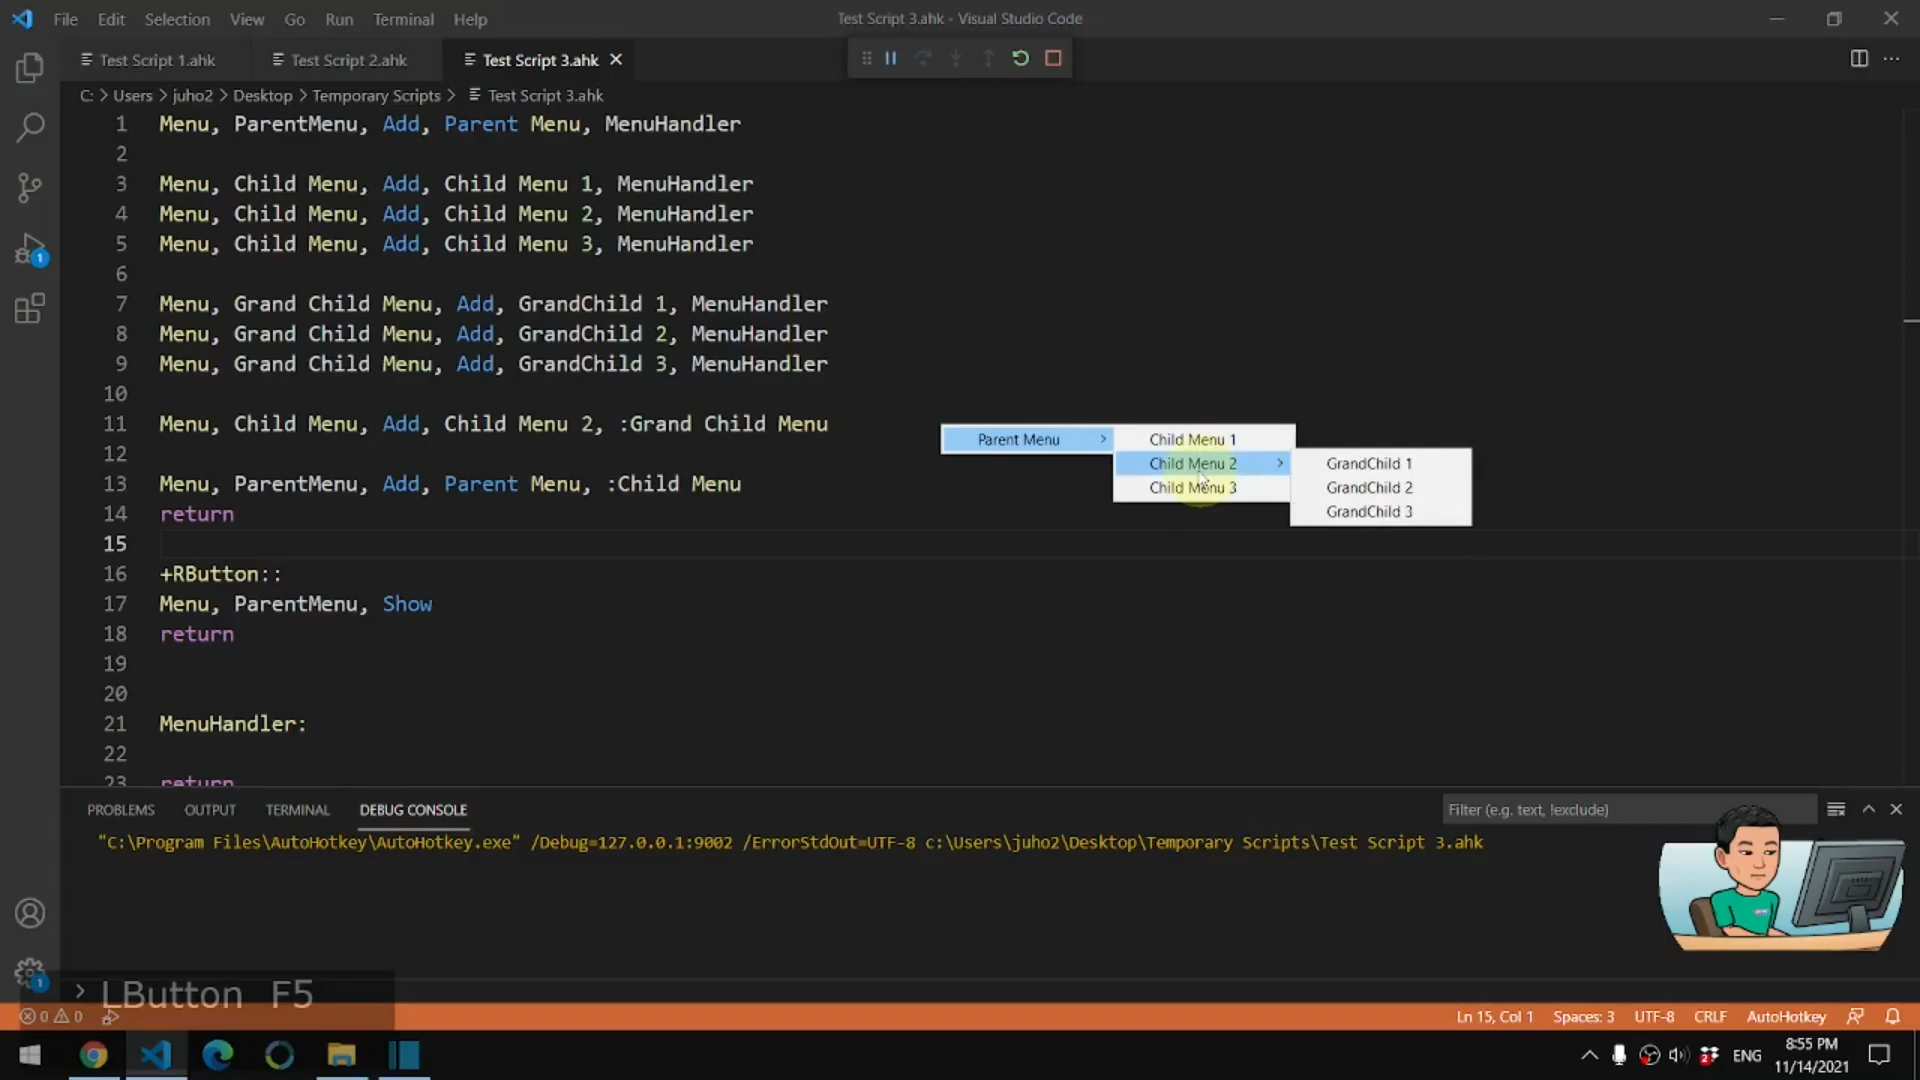 File Edit Selection View Go Run Terminal Help
Test Script 3.ahk - Visual Studio Code
Test Script 1.ahk Test Script 2.ahk Test Script 3.ahk
C: > Users > juho2 > Desktop > Temporary Scripts > Test Script 3.ahk
1 Menu, ParentMenu, Add, Parent Menu, MenuHandler
2
3 Menu, Child Menu, Add, Child Menu 1, MenuHandler
4 Menu, Child Menu, Add, Child Menu 2, MenuHandler
5 Menu, Child Menu, Add, Child Menu 3, MenuHandler
6
7 Menu, Grand Child Menu, Add, GrandChild 1, MenuHandler
8 Menu, Grand Child Menu, Add, GrandChild 2, MenuHandler
9 Menu, Grand Child Menu, Add, GrandChild 3, MenuHandler
10
11 Menu, Child Menu, Add, Child Menu 2, :Grand Child Menu
12
13 Menu, ParentMenu, Add, Parent Menu, :Child Menu
14 return
15
16 +RButton::
17 Menu, ParentMenu, Show
18 return
19
20
21 MenuHandler:
22
23 return
Parent Menu >
Child Menu 1
Child Menu 2 >
Child Menu 3
GrandChild 1
GrandChild 2
GrandChild 3
1
PROBLEMS OUTPUT TERMINAL DEBUG CONSOLE
Filter (e.g. text, !exclude)
"C:\Program Files\AutoHotkey\AutoHotkey.exe" /Debug=127.0.0.1:9002 /ErrorStdOut=UTF-8 c:\Users\juho2\Desktop\Temporary Scripts\Test Script 3.ahk
1
> LButton F5
0 0
Ln 15, Col 1 Spaces: 3 UTF-8 CRLF AutoHotkey
2 ENG
8:55 PM
11/14/2021